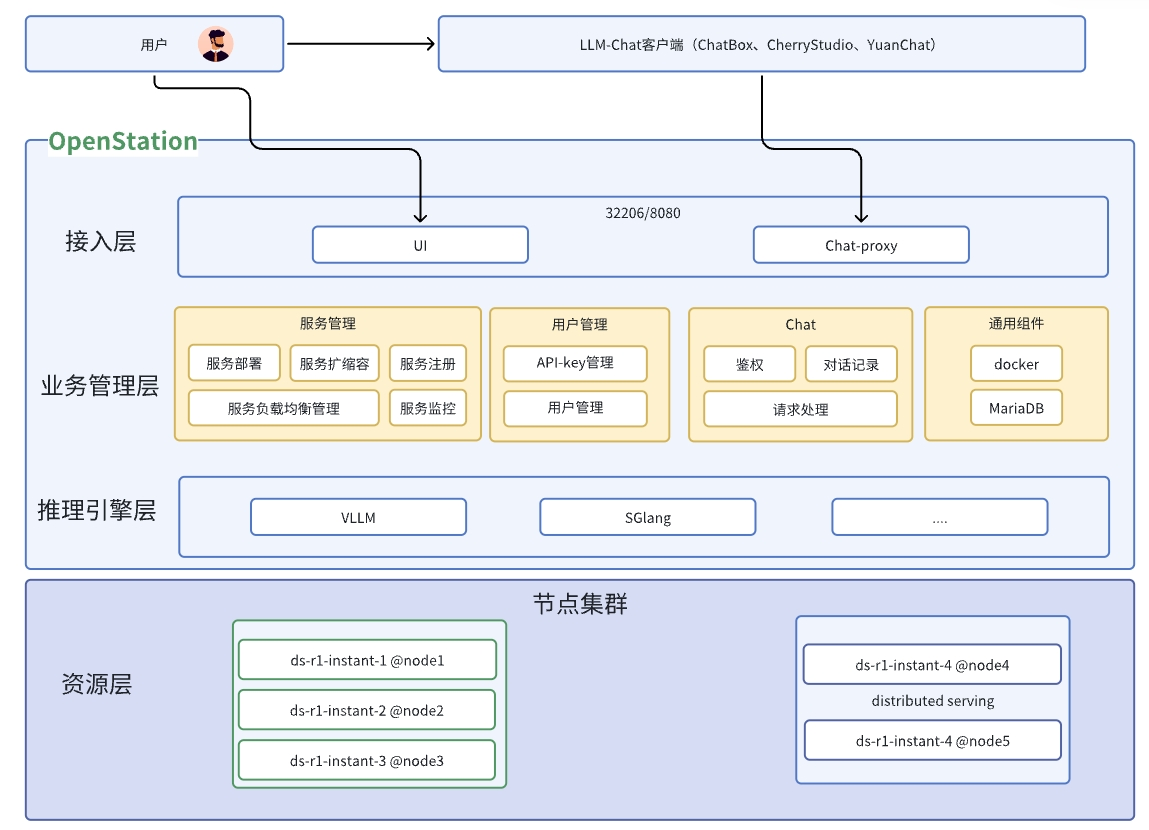 用户
LLM-Chat客户端（ChatBox、CherryStudio、YuanChat）
OpenStation
接入层
32206/8080
UI
Chat-proxy
业务管理层
服务管理
服务部署
服务扩缩容
服务注册
服务负载均衡管理
服务监控
用户管理
API-key管理
用户管理
Chat
鉴权
对话记录
请求处理
通用组件
docker
MariaDB
推理引擎层
VLLM
SGlang
....
节点集群
资源层
ds-r1-instant-1 @node1
ds-r1-instant-2 @node2
ds-r1-instant-3 @node3
ds-r1-instant-4 @node4
distributed serving
ds-r1-instant-4 @node5